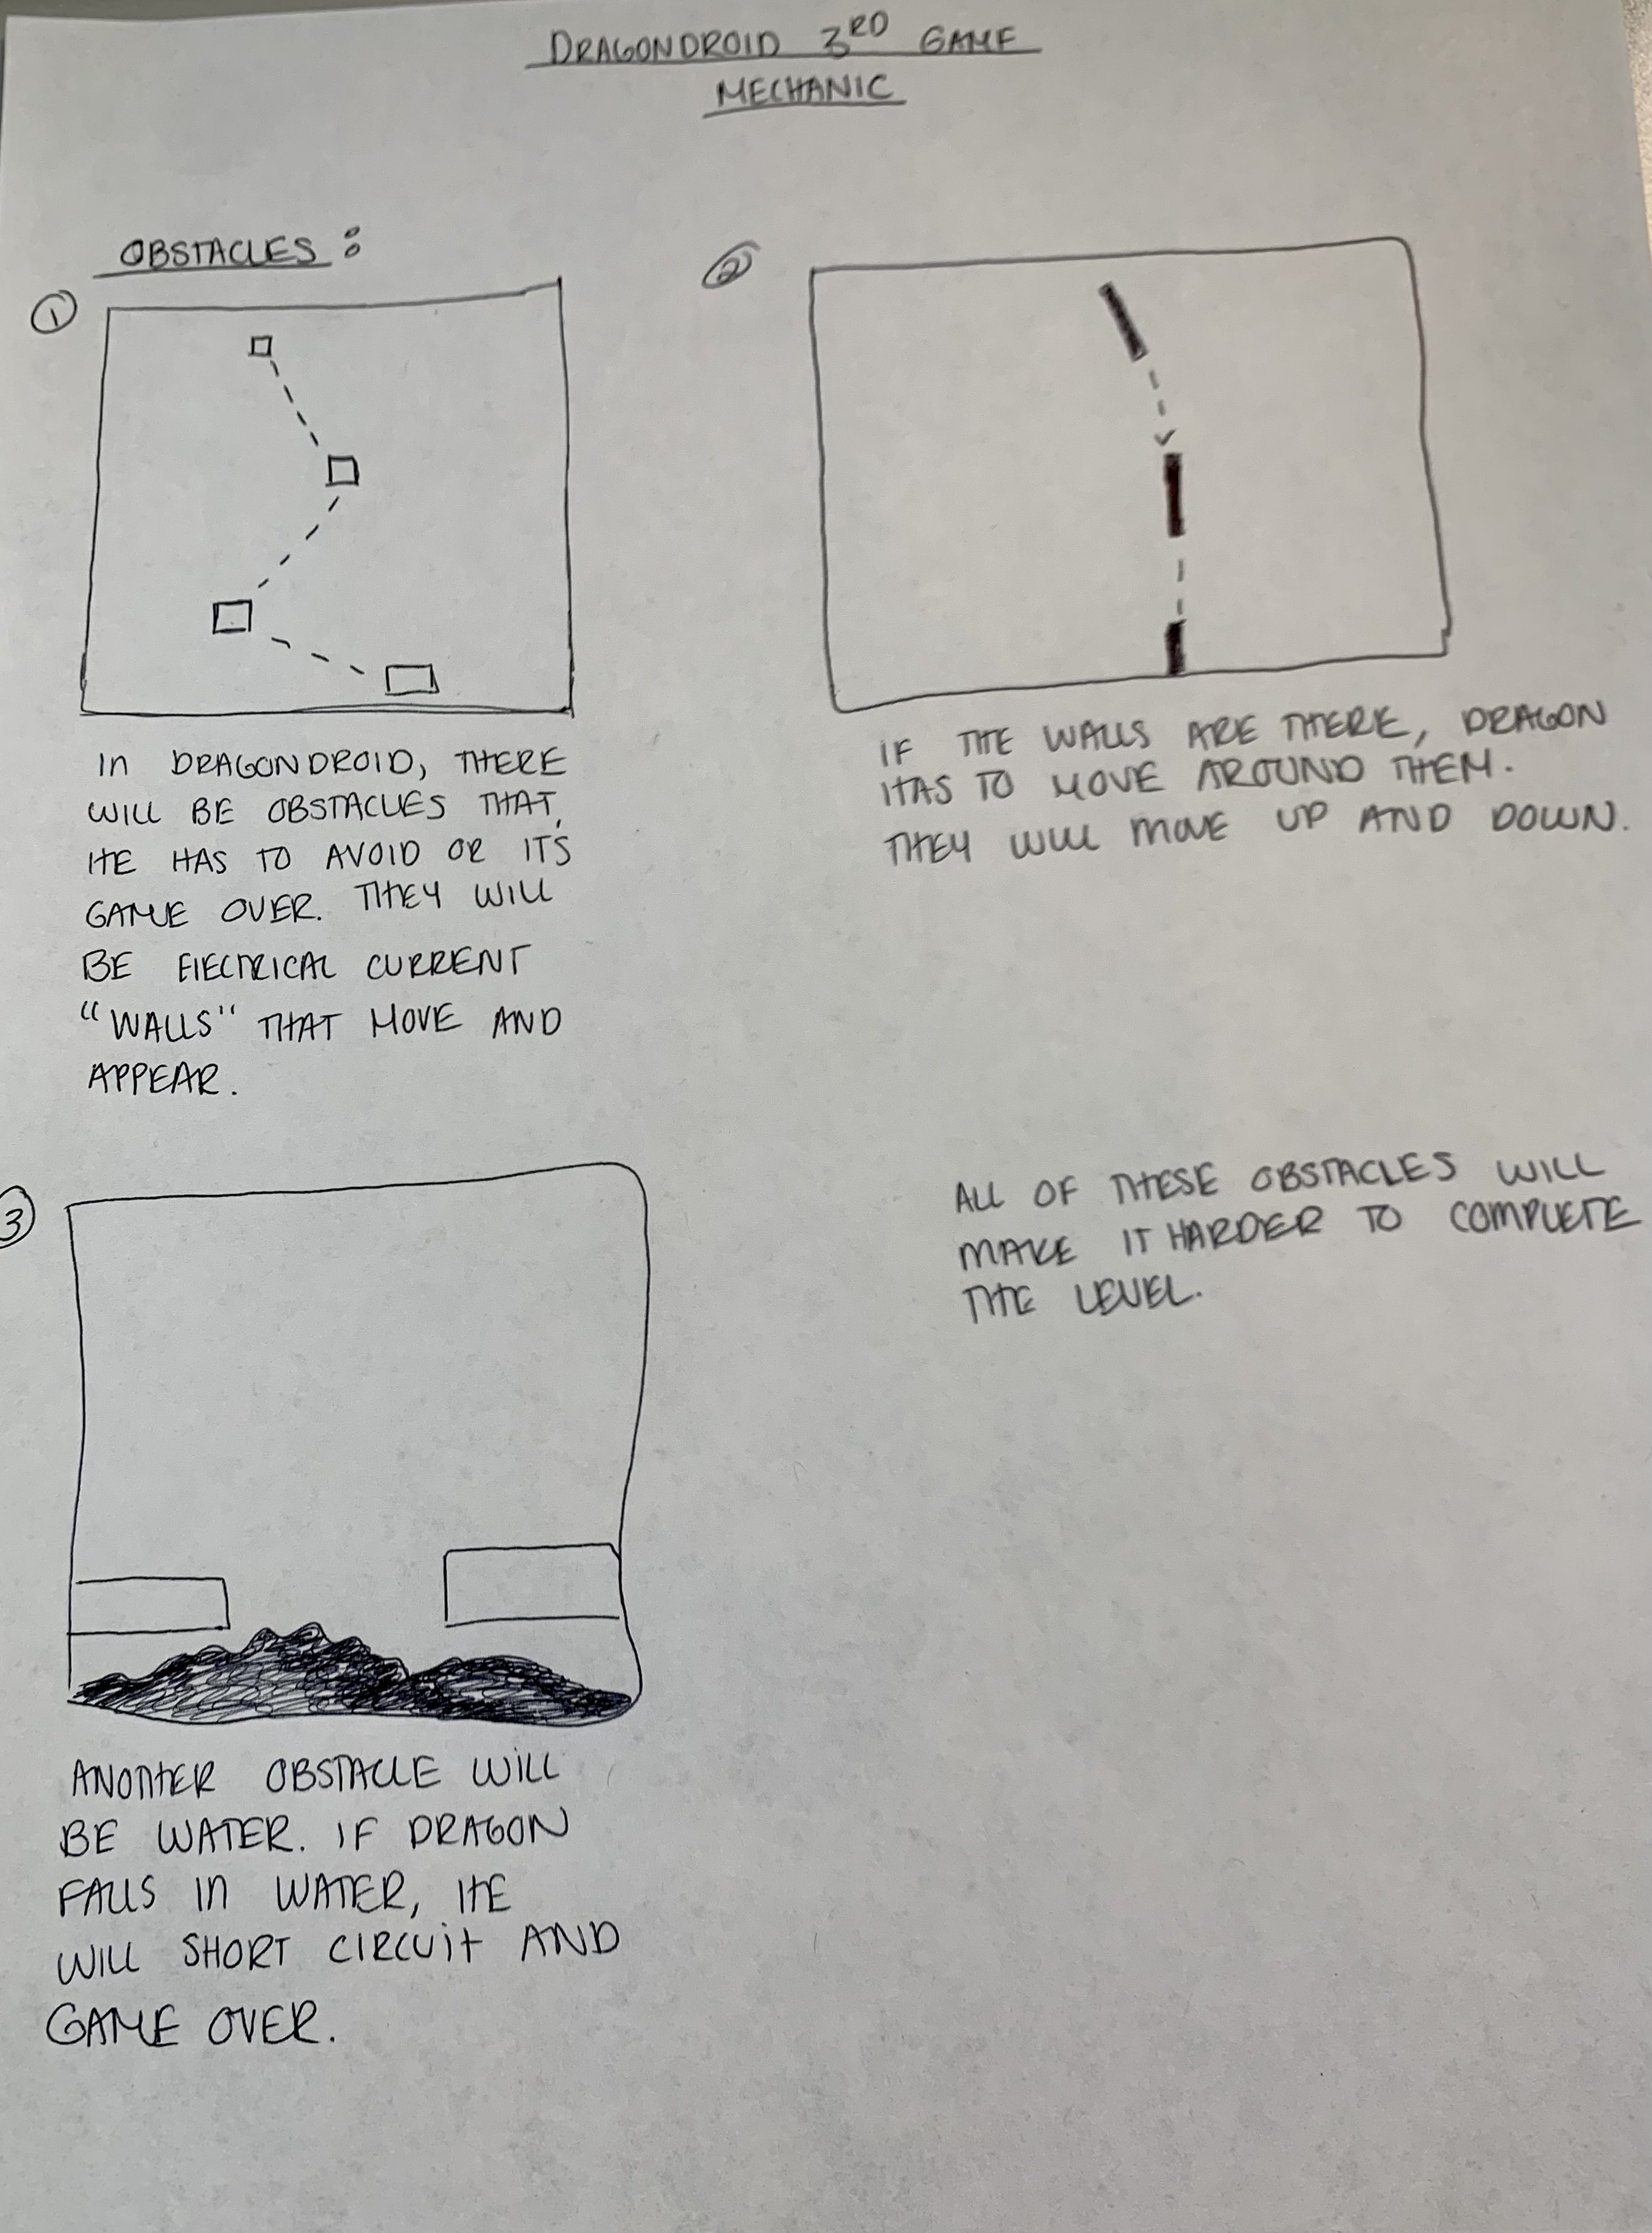 DRAGONDROID 3RD GAME
MECHANIC
OBSTACLES:
1
In DRAGONDROID, THERE
WILL BE OBSTACLES THAT
HE HAS TO AVOID OR IT'S
GAME OVER. THEY WILL
BE ElECTRICAL CURRENT
"WALLS" THAT MOVE AND
APPEAR.
2
IF THE WALLS ARE THERE, DRAGON
HAS TO MOVE AROUND THEM.
THEY WILL MOVE UP AND DOWN.
3
ANOTHER OBSTACLE WiLL
BE WATER. IF DRAGON
FALLS In WATER, HE
WILL SHORT CIRCUit AND
GAME OVER.
ALL OF THESE OBSTACLES WILL
MAKE IT HARDER TO COMPLETE
THE LEVEL.